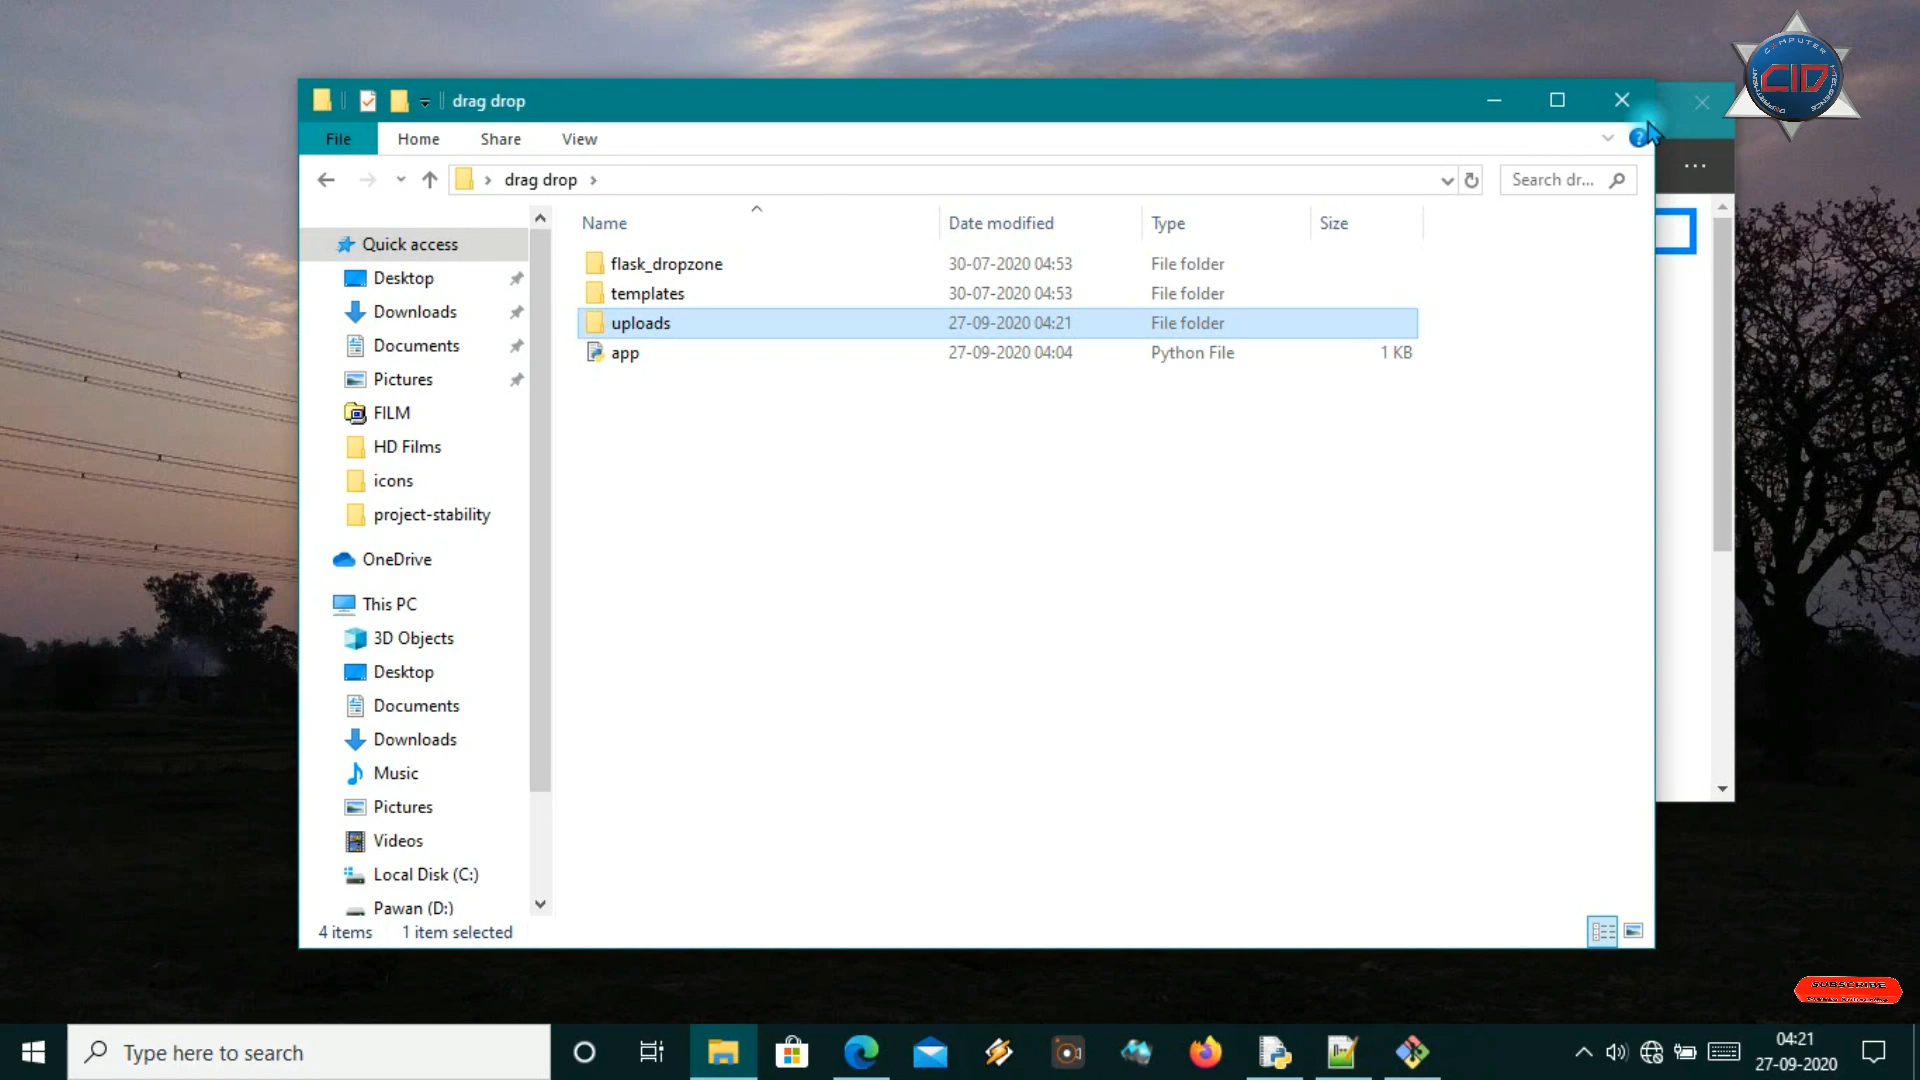 drag drop
File Home Share View
drag drop
Search dr...
Name Date modified Type Size
Quick access
Desktop
Downloads
Documents
Pictures
FILM
HD Films
icons
project-stability
OneDrive
This PC
3D Objects
Desktop
Documents
Downloads
Music
Pictures
Videos
Local Disk (C:)
Pawan (D:)
flask_dropzone 30-07-2020 04:53 File folder
templates 30-07-2020 04:53 File folder
uploads 27-09-2020 04:21 File folder
app 27-09-2020 04:04 Python File 1 KB
4 items 1 item selected
COMPUTER
CID
DEPARTMENT
SUBSCRIBE
Type here to search
04:21
27-09-2020